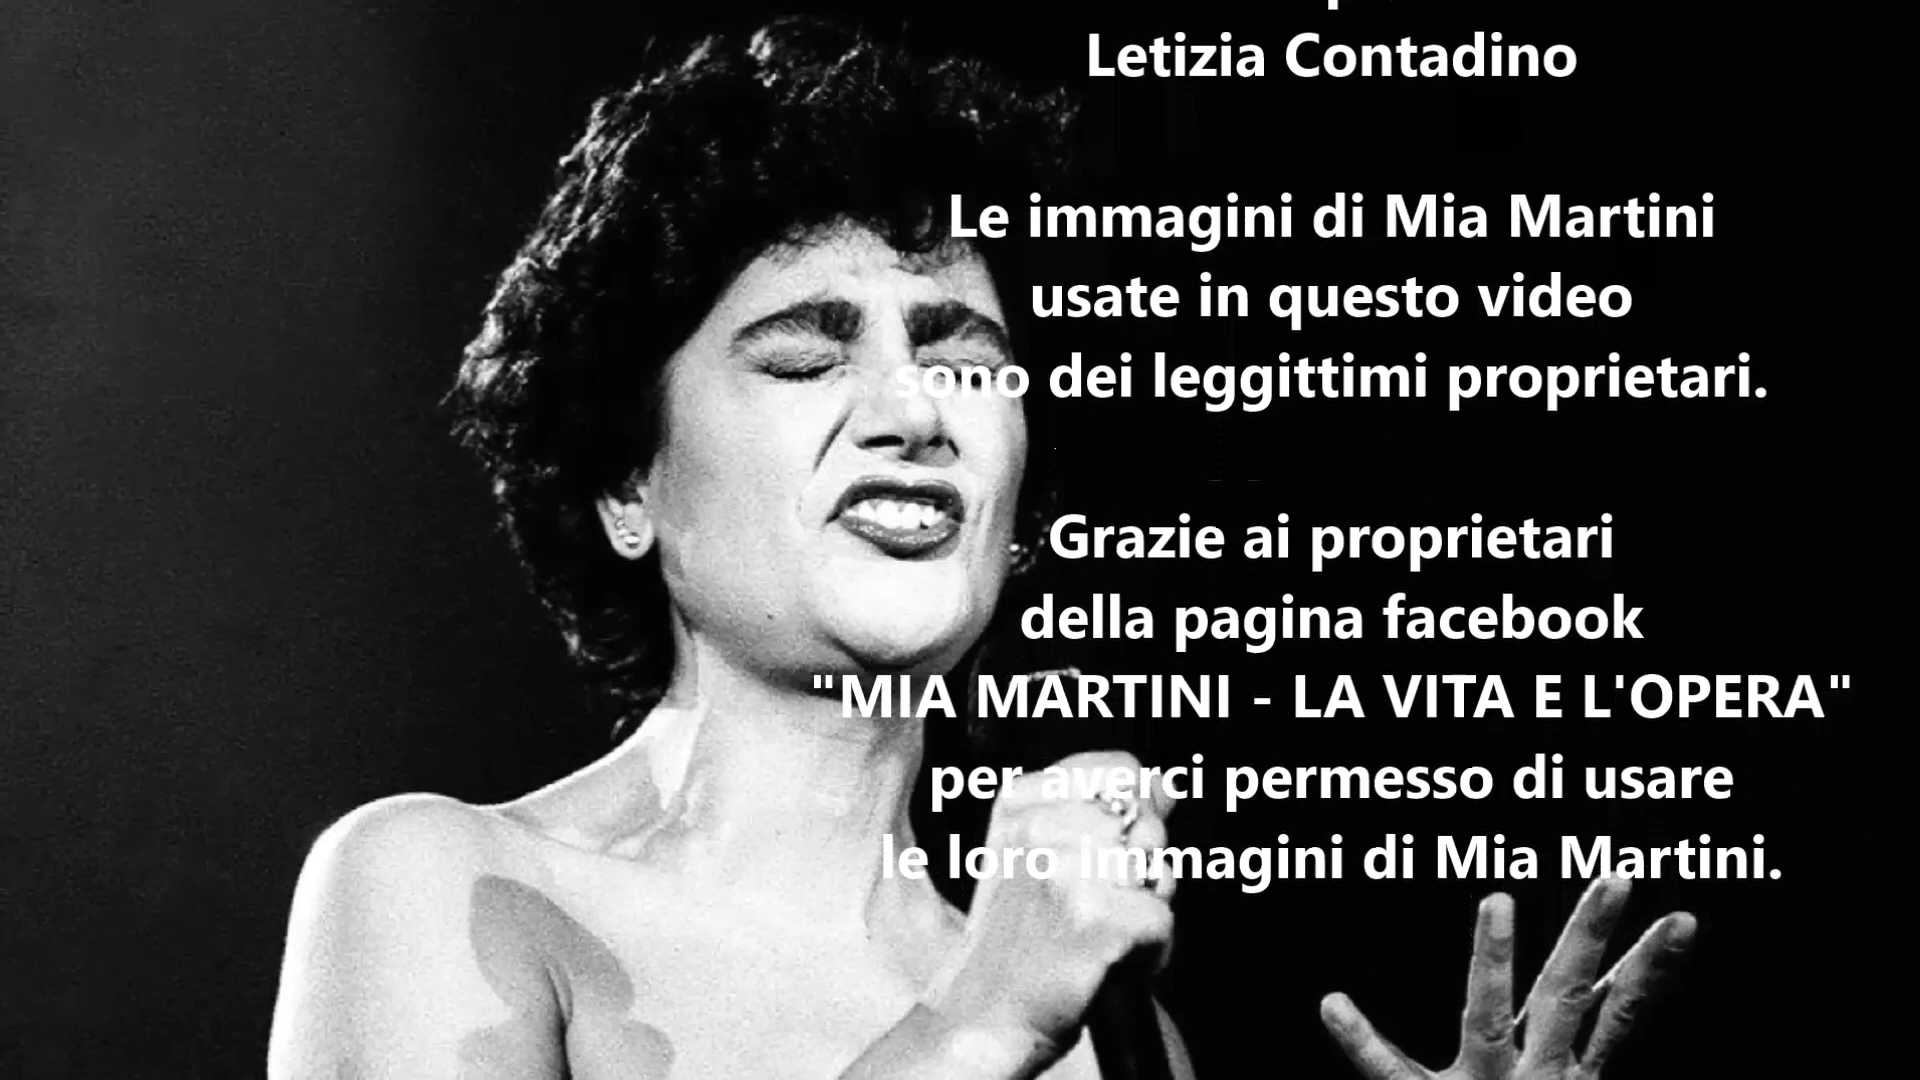 Letizia Contadino
Le immagini di Mia Martini
usate in questo video
sono dei leggittimi proprietari.
Grazie ai proprietari
della pagina facebook
"MIA MARTINI - LA VITA E L'OPERA"
per averci permesso di usare
le loro immagini di Mia Martini.